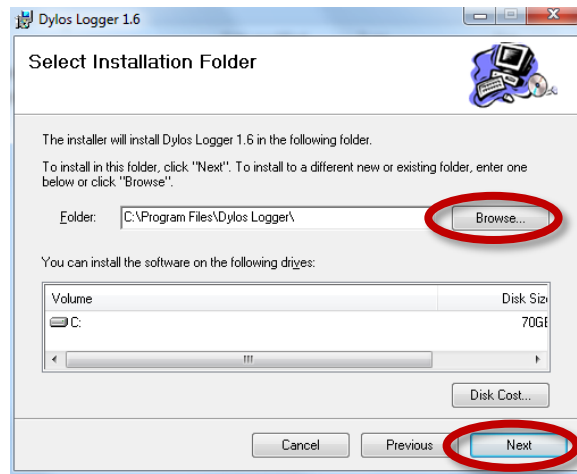 Dylos Logger 1.6
Select Installation Folder
The installer will install Dylos Logger 1.6 in the following folder.
To install in this folder, click "Next". To install to a different new or existing folder, enter one
below or click "Browse".
Folder: C:\Program Files\Dylos Logger\ Browse...
You can install the software on the following drives:
Volume Disk Siz
C: 70GB
Disk Cost...
Cancel Previous Next